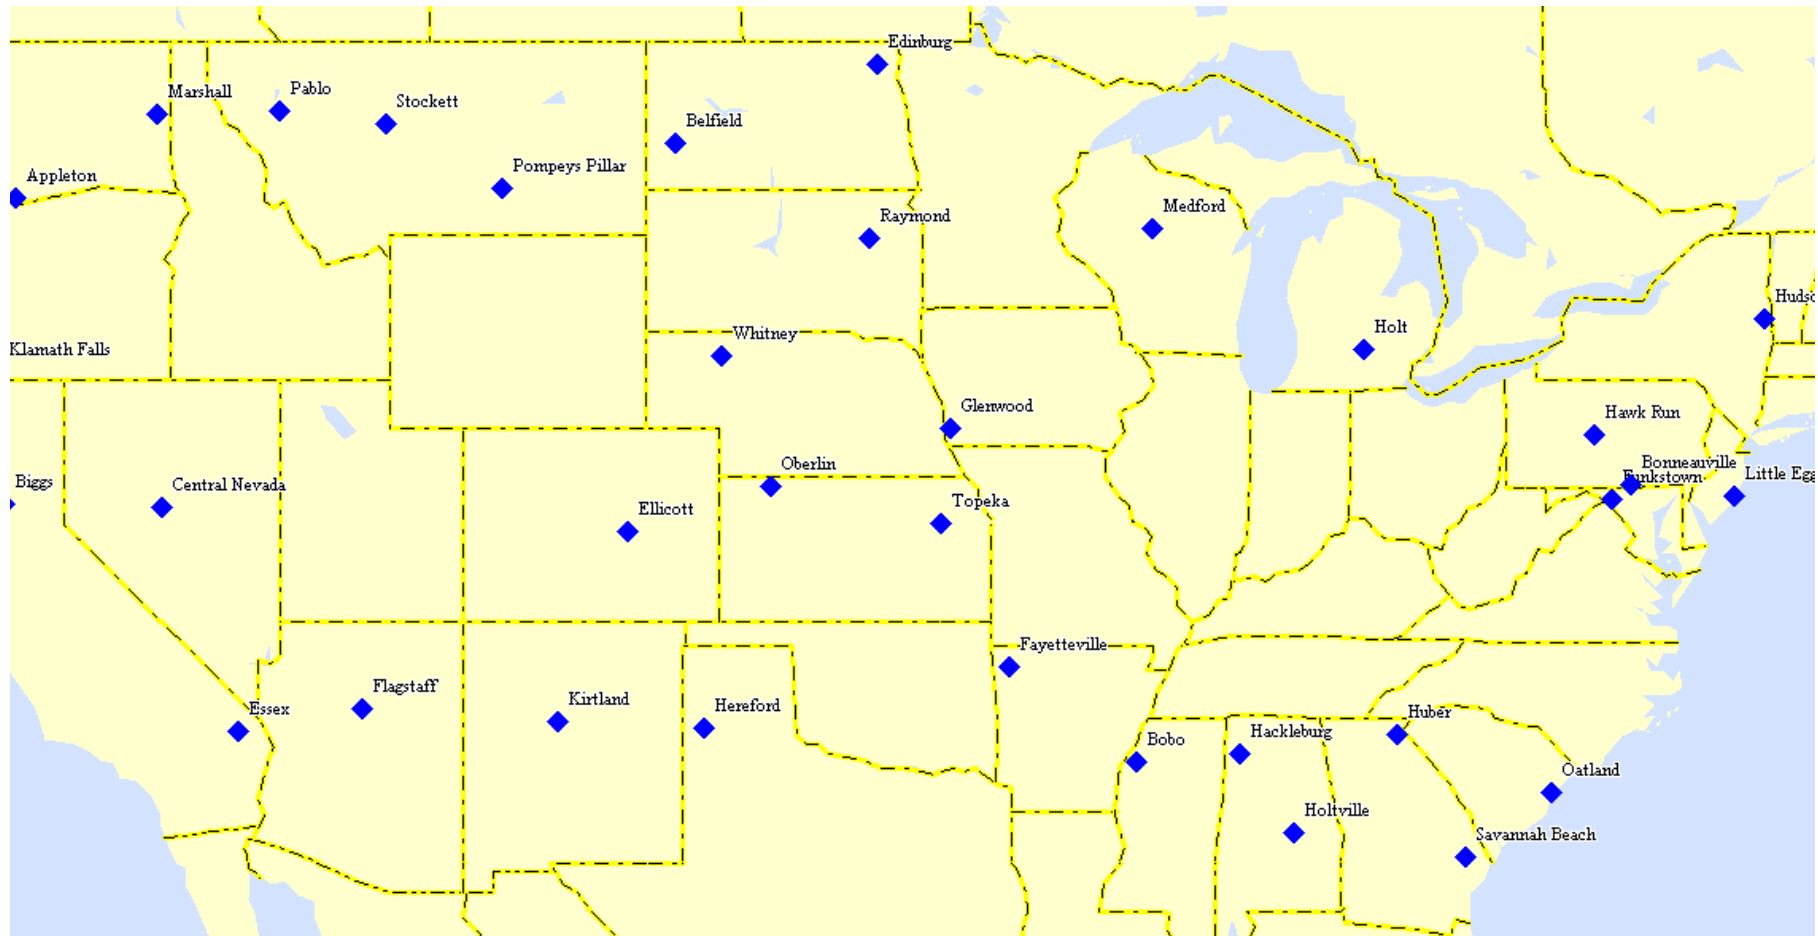 Edinburg
Marshall
Pablo
Stockett
Belfield
Pompeys Pillar
Appleton
Medford
Raymond
Hudso
Holt
Whitney
Klamath Falls
Glenwood
Hawk Run
Oberlin
Bonneauville
Funkstown
Little Egg
Biggs
Central Nevada
Ellicott
Topeka
Fayetteville
Flagstaff
Essex
Kirtland
Hereford
Huber
Bobo
Hackleburg
Oatland
Holtville
Savannah Beach